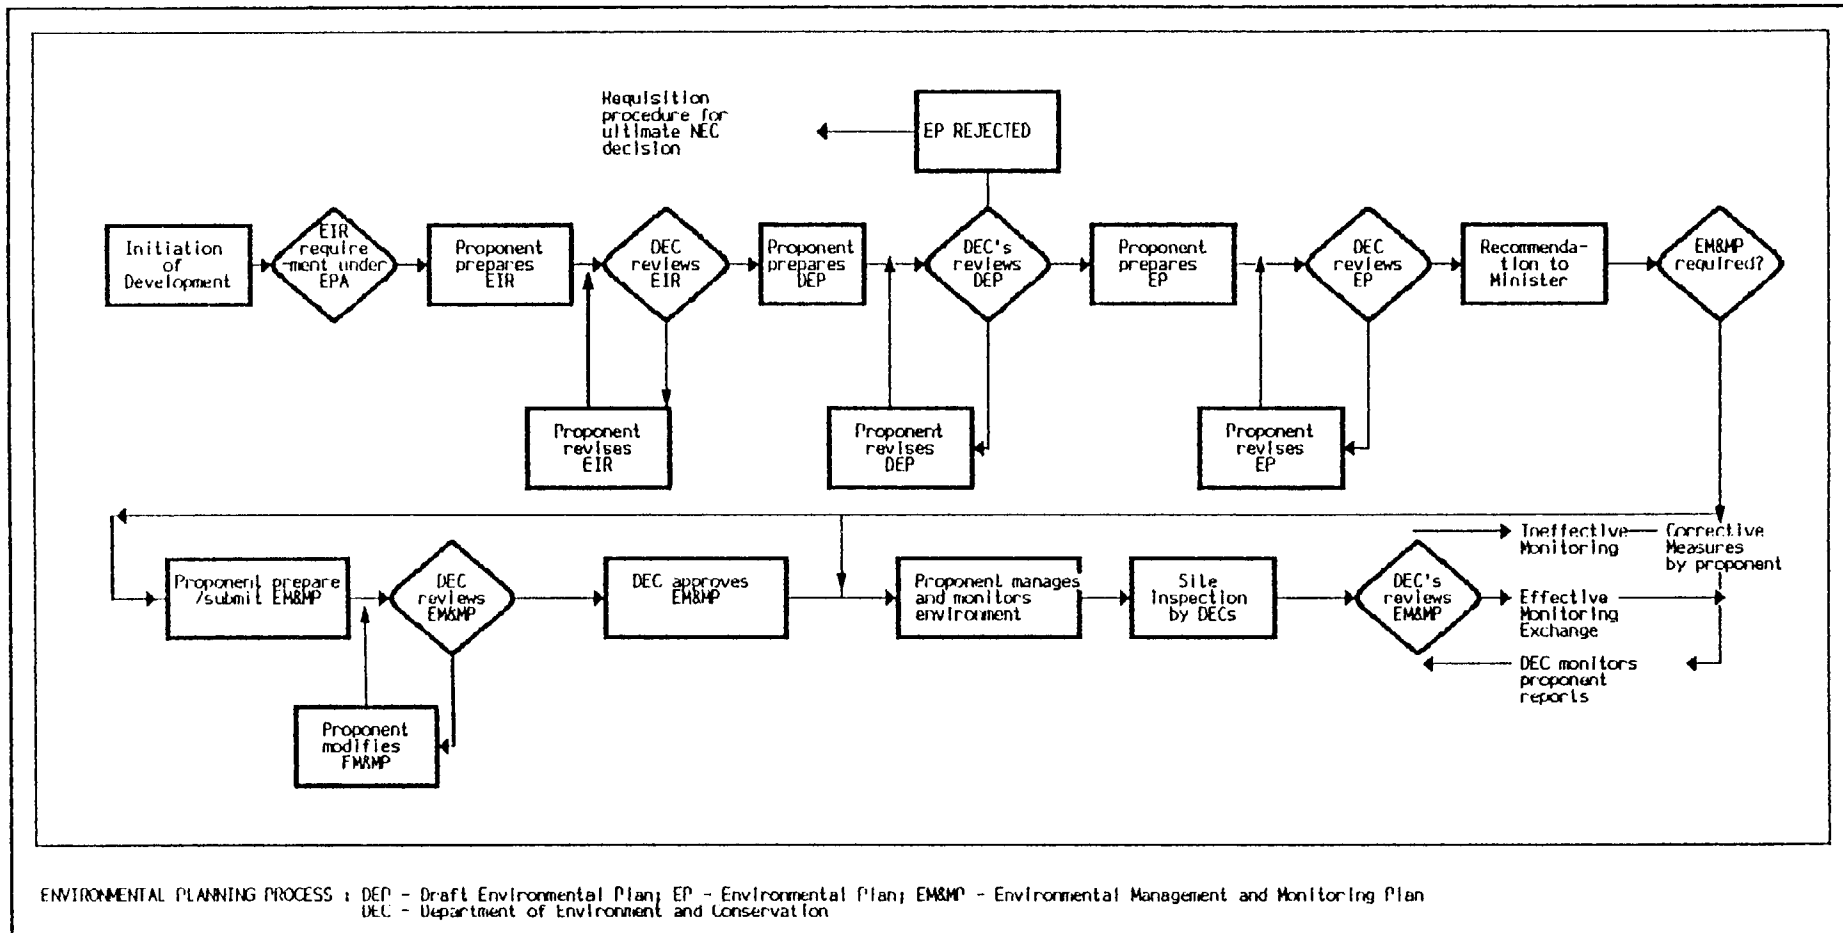 Requisition
procedure for
ultimate NEC
decision
EP REJECTED
Initiation
of
Development
EIR
require
-ment under
EPA
Proponent
prepares
EIR
DEC
reviews
EIR
Proponent
prepares
DEP
DEC's
reviews
DEP
Proponent
prepares
EP
DEC
reviews
EP
Recommenda-
tion to
Minister
EM&MP
required?
Proponent
revises
EIR
Proponent
revises
DEP
Proponent
revises
EP
Proponent prepare
/submit EM&MP
DEC
reviews
EM&MP
DEC approves
EM&MP
Proponent manages
and monitors
environment
Site
inspection
by DECs
DEC's
reviews
EM&MP
Ineffective
Monitoring
Corrective
Measures
by proponent
Effective
Monitoring
Exchange
DEC monitors
proponent
reports
Proponent
modifies
EM&MP
ENVIRONMENTAL PLANNING PROCESS : DEP - Draft Environmental Plan; EP - Environmental Plan; EM&MP - Environmental Management and Monitoring Plan
DEC - Department of Environment and Conservation